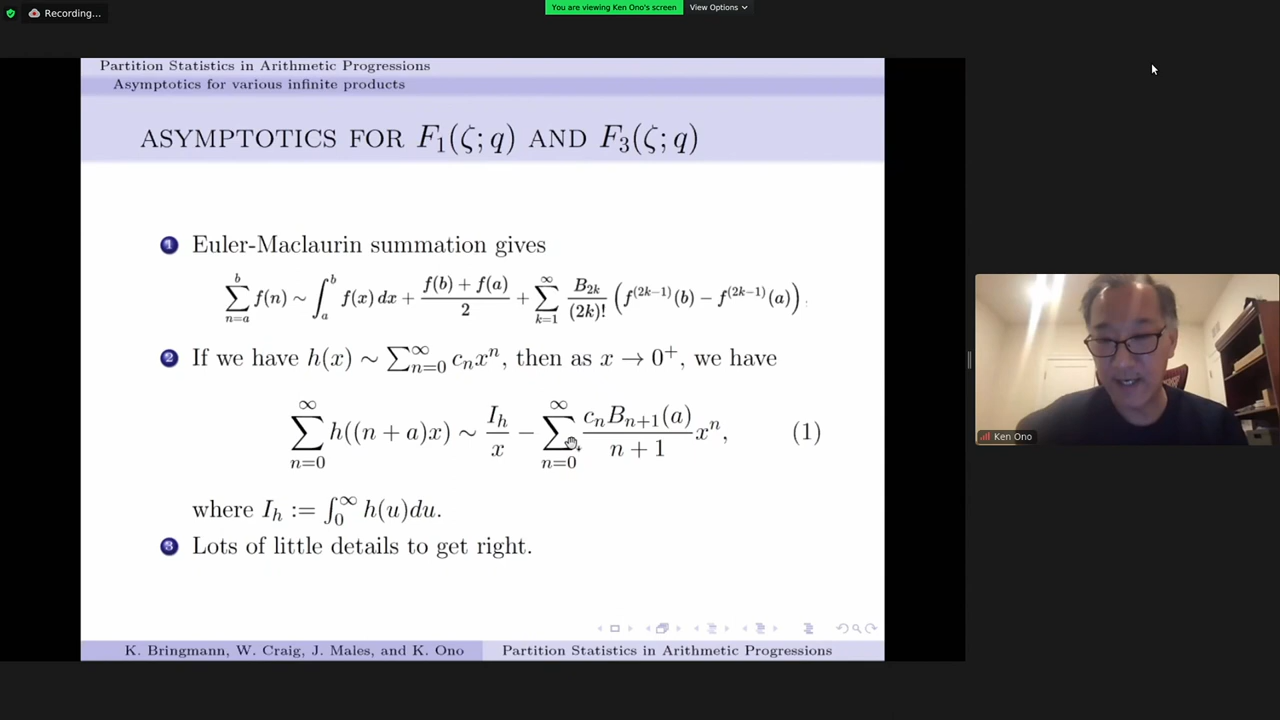 Recording...
You are viewing Ken Ono's screen
View Options
Partition Statistics in Arithmetic Progressions
Asymptotics for various infinite products
ASYMPTOTICS FOR F₁(ζ; q) AND F₃(ζ; q)
1 Euler-Maclaurin summation gives
∑_{n=a}^{b} f(n) ∼ ∫_a^b f(x) dx + (f(b) + f(a))/2 + ∑_{k=1}^{∞} B_{2k}/(2k)! (f^{(2k−1)}(b) − f^{(2k−1)}(a)).
2 If we have h(x) ∼ ∑_{n=0}^{∞} c_n x^n, then as x → 0⁺, we have
∑_{n=0}^{∞} h((n + a)x) ∼ I_h/x − ∑_{n=0}^{∞} (c_n B_{n+1}(a))/(n + 1) x^n, (1)
where I_h := ∫_0^∞ h(u)du.
3 Lots of little details to get right.
K. Bringmann, W. Craig, J. Males, and K. Ono Partition Statistics in Arithmetic Progressions
Ken Ono